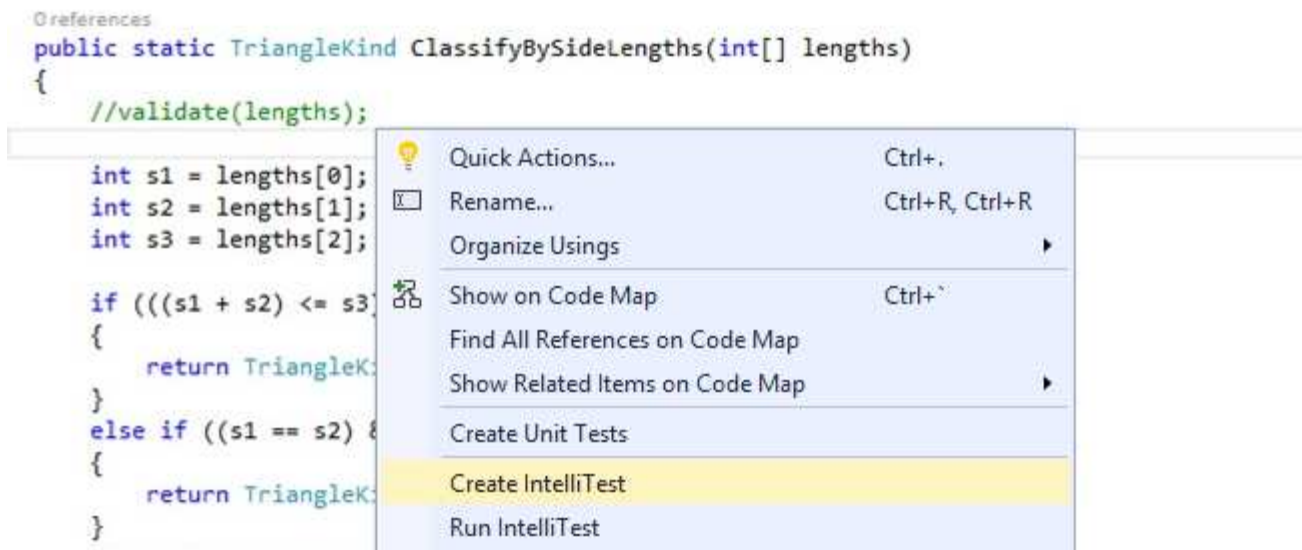 0 references
public static TriangleKind ClassifyBySideLengths(int[] lengths)
{
//validate(lengths);
int s1 = lengths[0];
int s2 = lengths[1];
int s3 = lengths[2];
if (((s1 + s2) <= s3)
{
return TriangleK
}
else if ((s1 == s2) &
{
return TriangleK
}
Quick Actions... Ctrl+.
Rename... Ctrl+R, Ctrl+R
Organize Usings
Show on Code Map Ctrl+`
Find All References on Code Map
Show Related Items on Code Map
Create Unit Tests
Create IntelliTest
Run IntelliTest